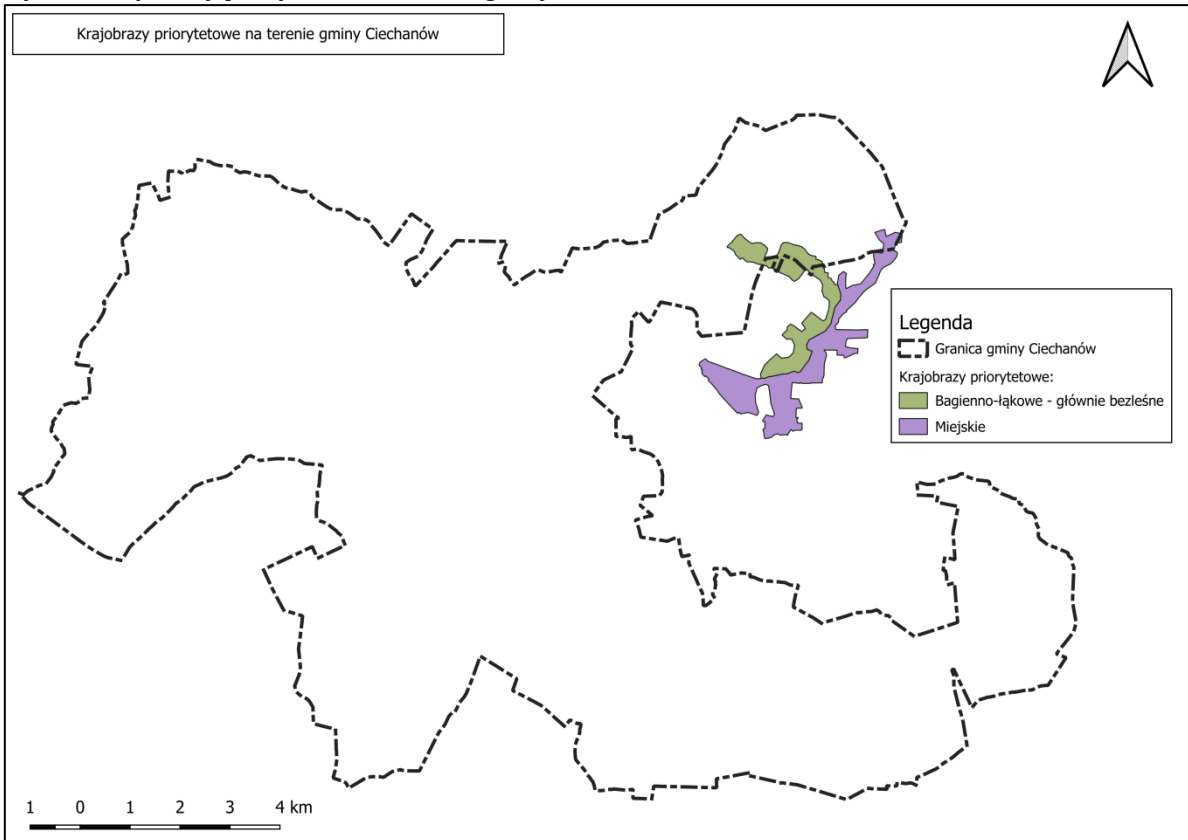 Krajobrazy priorytetowe na terenie gminy Ciechanów
Legenda
Granica gminy Ciechanów
Krajobrazy priorytetowe:
Bagienno-łąkowe - głównie bezleśne
Miejskie
1 0 1 2 3 4 km